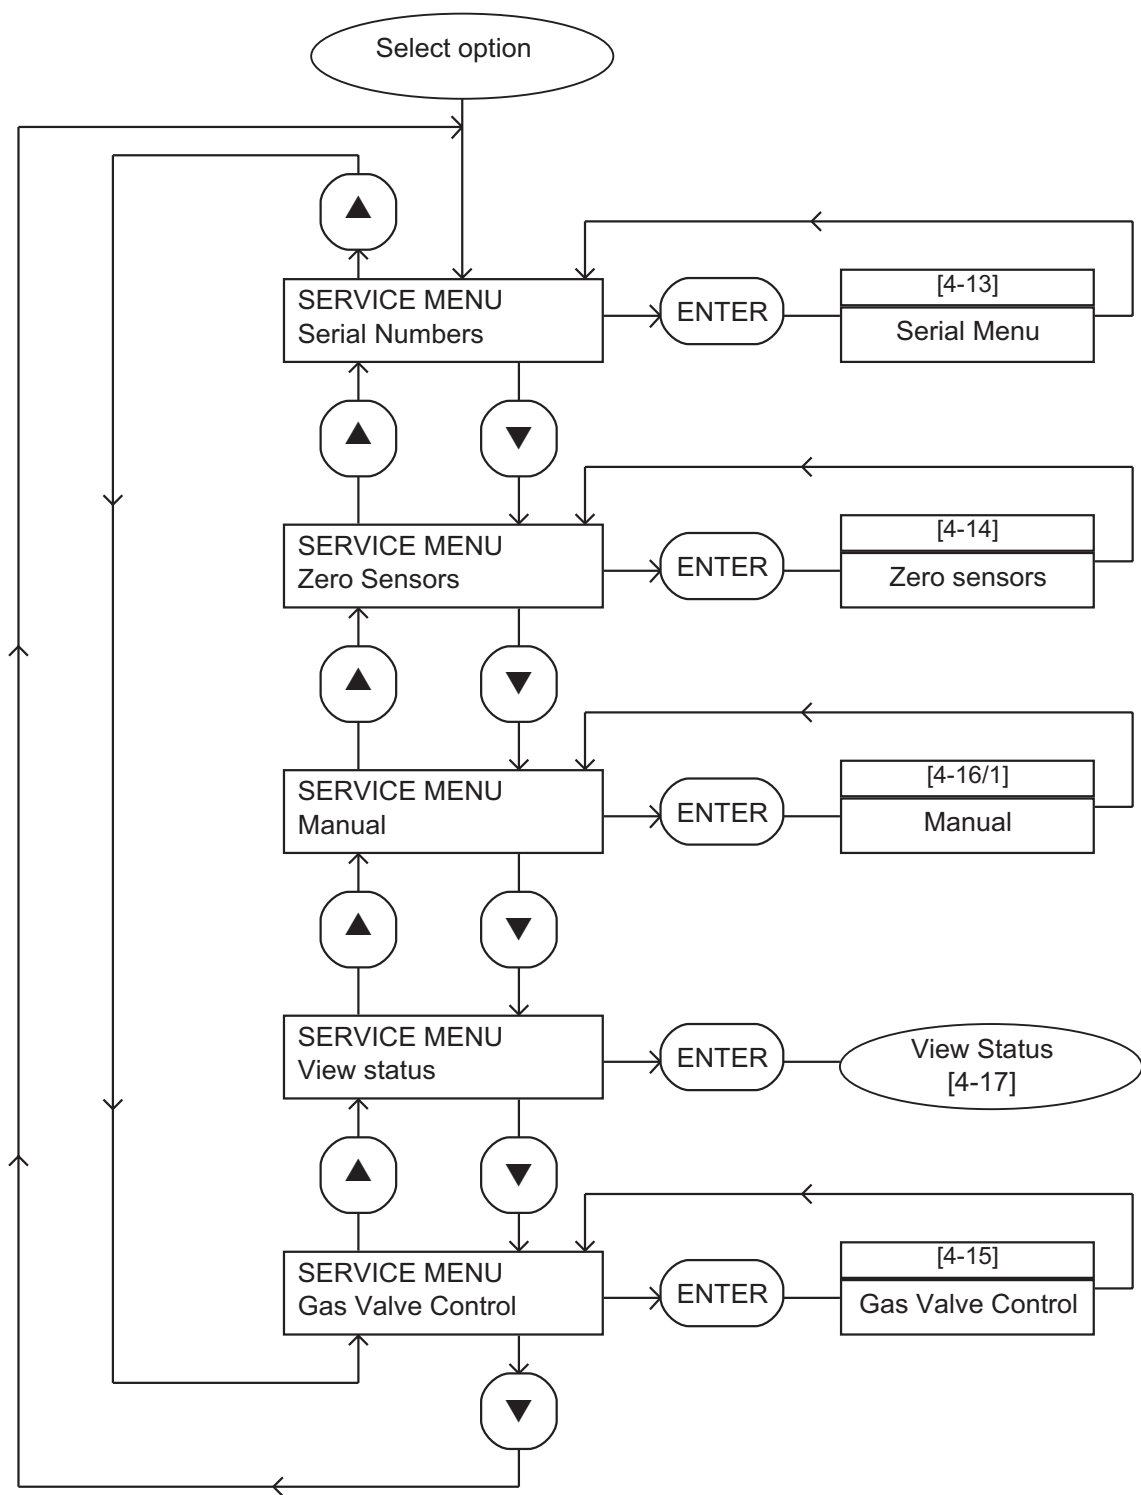 Select option
SERVICE MENU
Serial Numbers
ENTER
[4-13]
Serial Menu
SERVICE MENU
Zero Sensors
ENTER
[4-14]
Zero sensors
SERVICE MENU
Manual
ENTER
[4-16/1]
Manual
SERVICE MENU
View status
ENTER
View Status
[4-17]
SERVICE MENU
Gas Valve Control
ENTER
[4-15]
Gas Valve Control